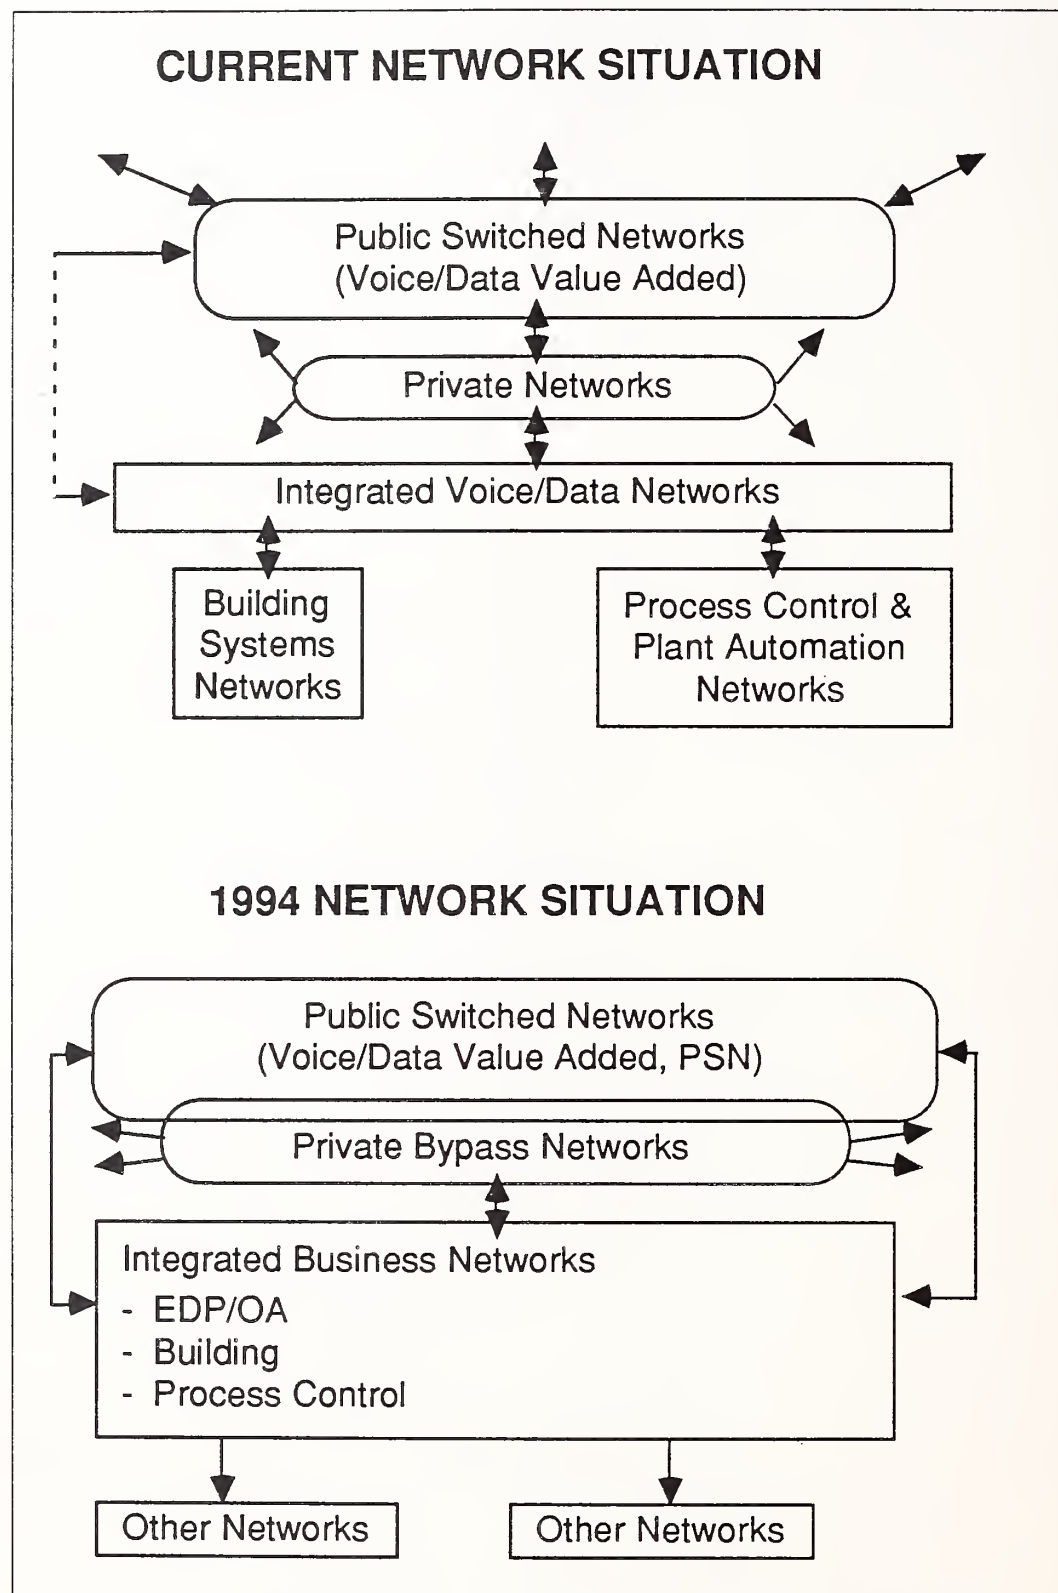 CURRENT NETWORK SITUATION
Public Switched Networks
(Voice/Data Value Added)
Private Networks
Integrated Voice/Data Networks
Building
Systems
Networks
Process Control &
Plant Automation
Networks
1994 NETWORK SITUATION
Public Switched Networks
(Voice/Data Value Added, PSN)
Private Bypass Networks
Integrated Business Networks
- EDP/OA
- Building
- Process Control
Other Networks
Other Networks